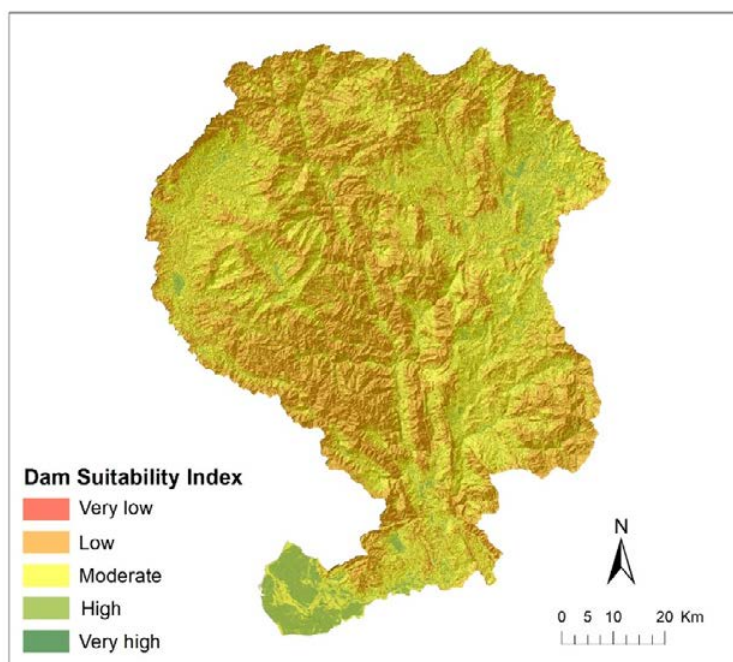 Dam Suitability Index
Very low
Low
Moderate
High
Very high
N
0 5 10 20 Km